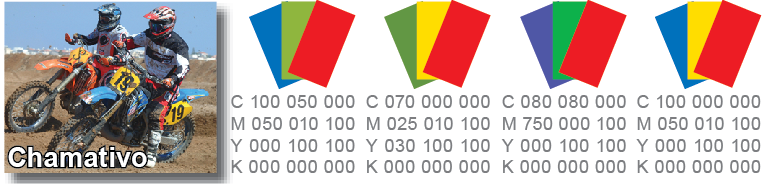 Chamativo
19
19
C 100 050 000
M 050 010 100
Y 000 100 100
K 000 000 000
C 070 000 000
M 025 010 100
Y 030 100 100
K 000 000 000
C 080 080 000
M 750 000 100
Y 000 100 100
K 000 000 000
C 100 000 000
M 050 010 100
Y 000 100 100
K 000 000 000